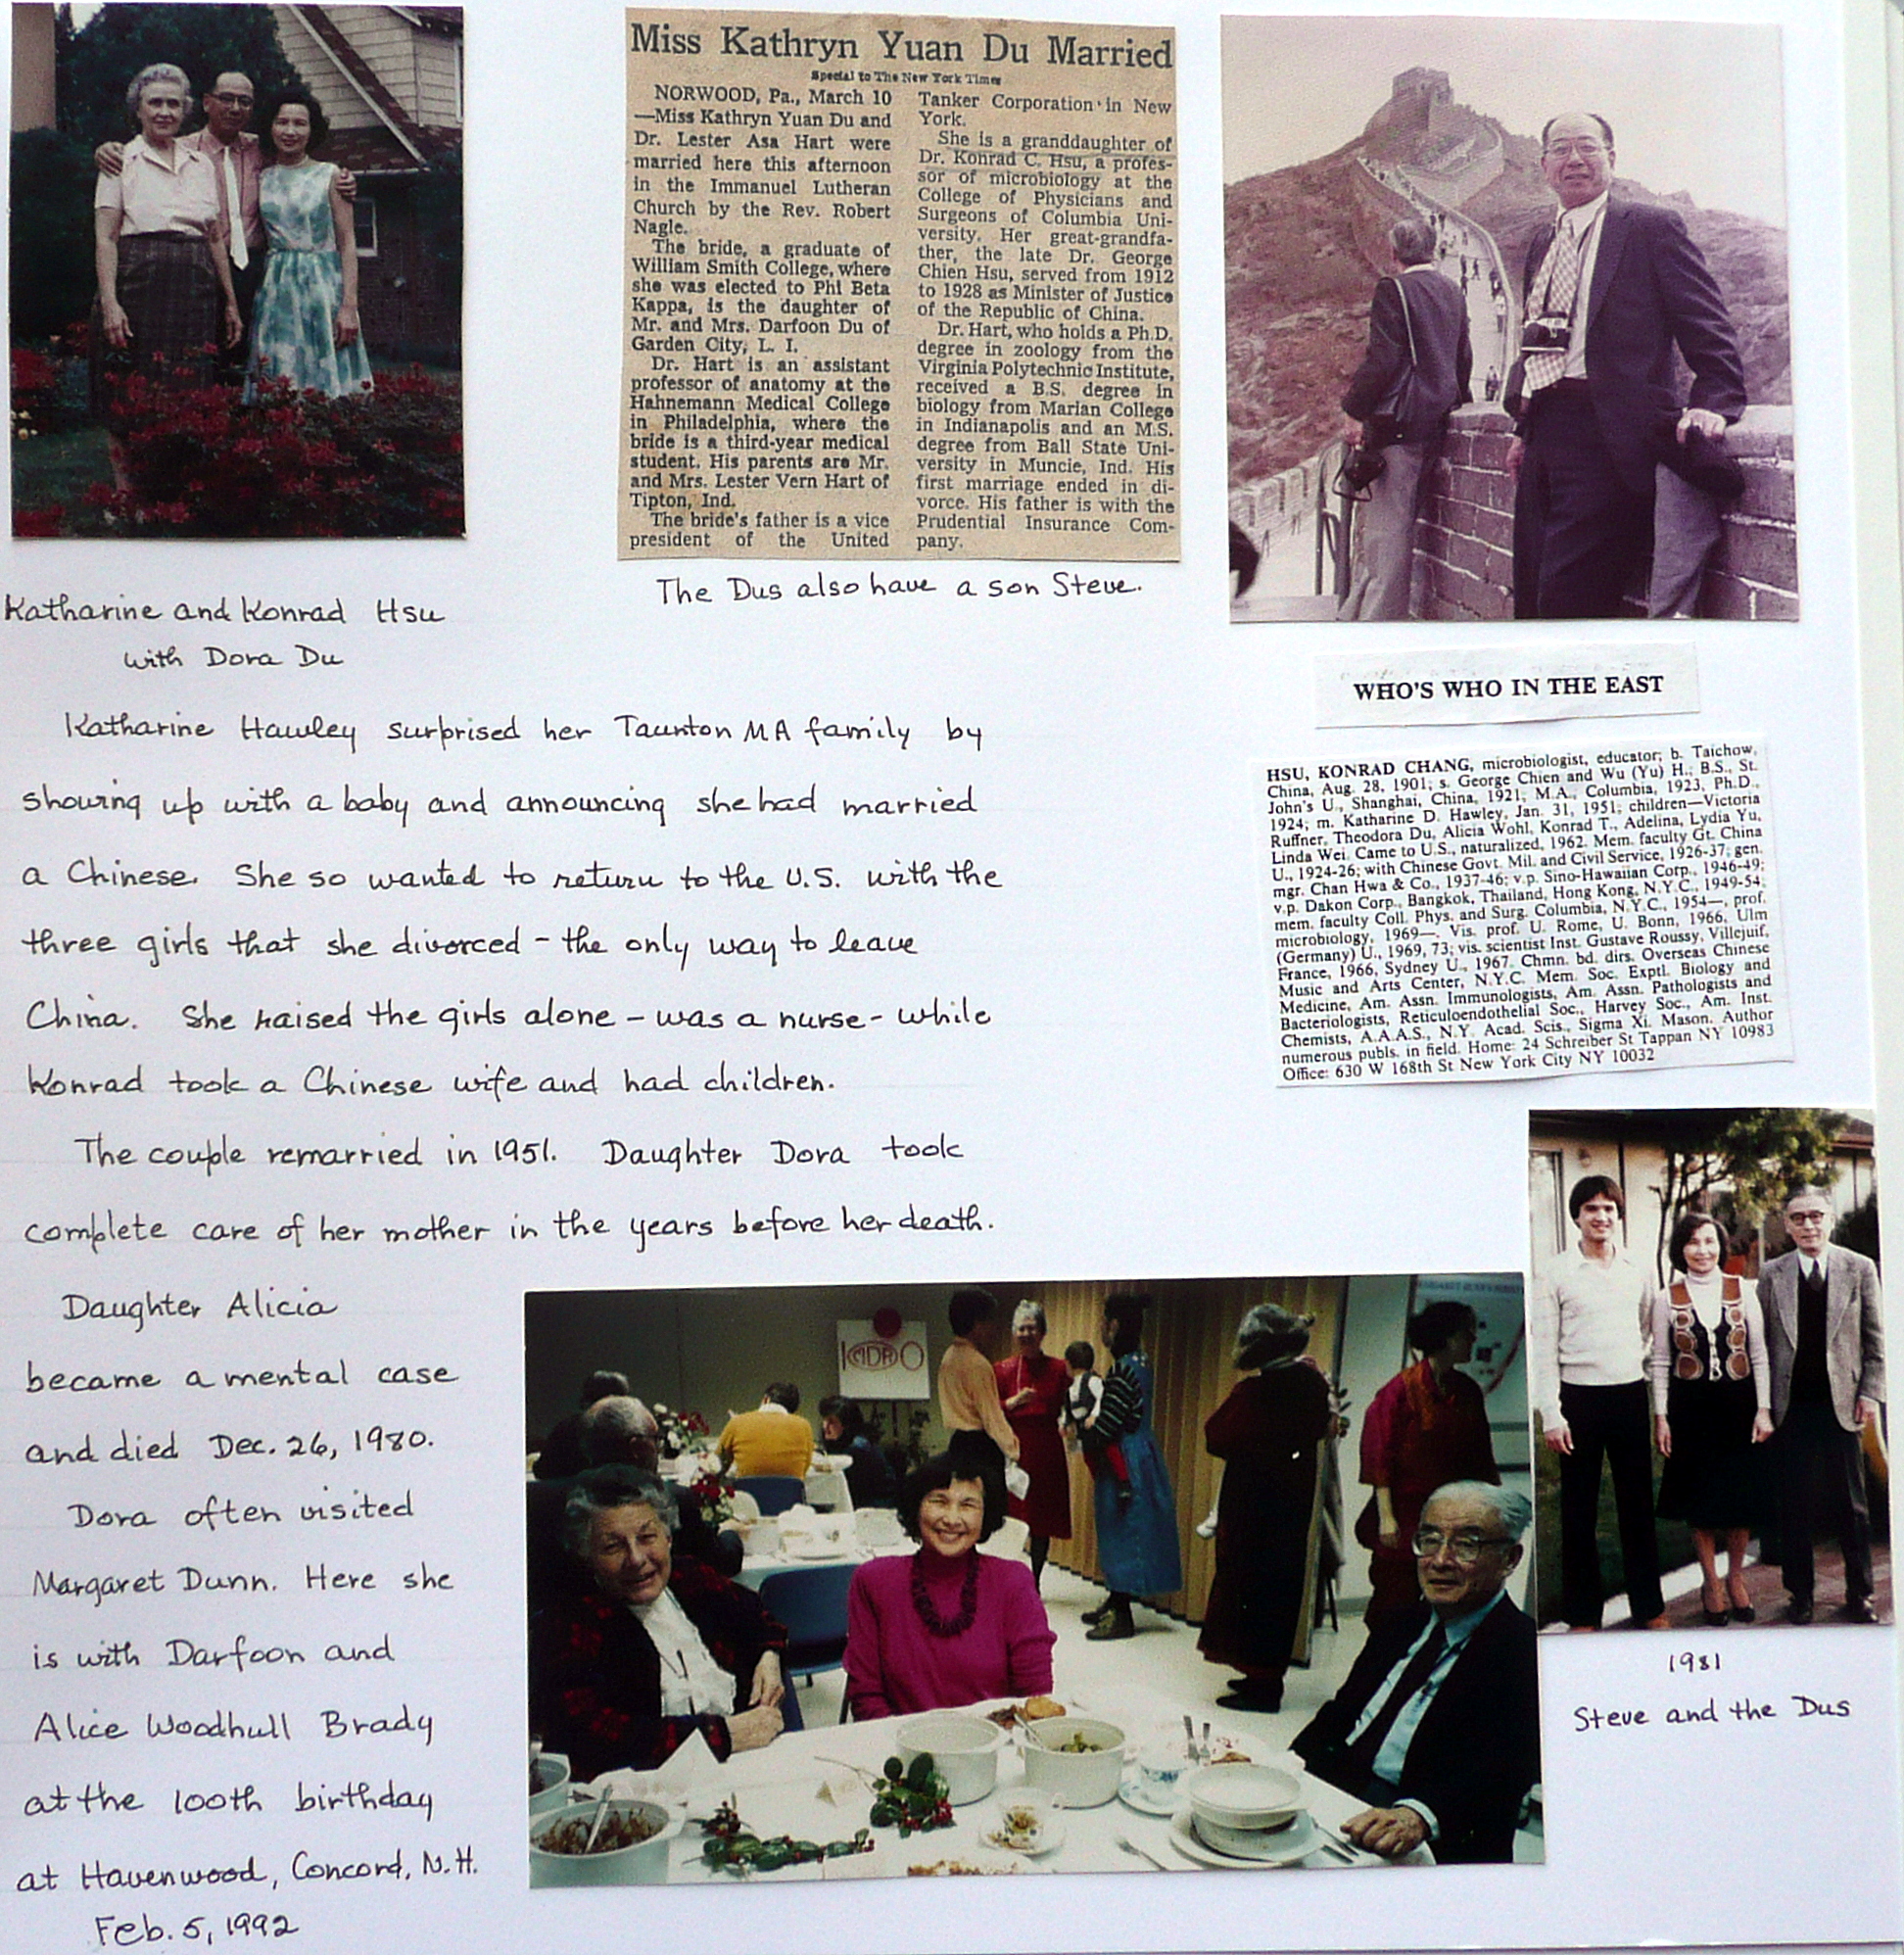 Miss Kathryn Yuan Du Married
Special to The New York Times
NORWOOD, Pa., March 10
—Miss Kathryn Yuan Du and
Dr. Lester Asa Hart were
married here this afternoon
in the Immanuel Lutheran
Church by the Rev. Robert
Nagle.
The bride, a graduate of
William Smith College, where
she was elected to Phi Beta
Kappa, is the daughter of
Mr. and Mrs. Darfoon Du of
Garden City, L. I.
Dr. Hart is an assistant
professor of anatomy at the
Hahnemann Medical College
in Philadelphia, where the
bride is a third-year medical
student. His parents are Mr.
and Mrs. Lester Vern Hart of
Tipton, Ind.
The bride's father is a vice
president of the United
Tanker Corporation in New
York.
She is a granddaughter of
Dr. Konrad C. Hsu, a profes-
sor of microbiology at the
College of Physicians and
Surgeons of Columbia Uni-
versity. Her great-grandfa-
ther, the late Dr. George
Chien Hsu, served from 1912
to 1928 as Minister of Justice
of the Republic of China.
Dr. Hart, who holds a Ph.D.
degree in zoology from the
Virginia Polytechnic Institute,
received a B.S. degree in
biology from Marian College
in Indianapolis and an M.S.
degree from Ball State Uni-
versity in Muncie, Ind. His
first marriage ended in di-
vorce. His father is with the
Prudential Insurance Com-
pany.
The Dus also have a son Steve.
Katharine and Konrad Hsu
with Dora Du
Katharine Hawley surprised her Taunton MA family by
showing up with a baby and announcing she had married
a Chinese. She so wanted to return to the U.S. with the
three girls that she divorced - the only way to leave
China. She raised the girls alone - was a nurse - while
Konrad took a Chinese wife and had children.
The couple remarried in 1951. Daughter Dora took
complete care of her mother in the years before her death.
Daughter Alicia
became a mental case
and died Dec. 26, 1980.
Dora often visited
Margaret Dunn. Here she
is with Darfoon and
Alice Woodhull Brady
at the 100th birthday
at Havenwood, Concord, N.H.
Feb. 5, 1992
WHO'S WHO IN THE EAST
HSU, KONRAD CHANG, microbiologist, educator; b. Taichow,
China, Aug. 28, 1901; s. George Chien and Wu (Yu) H.; B.S., St.
John's U., Shanghai, China, 1921; M.A., Columbia, 1923, Ph.D.,
1924; m. Katharine D. Hawley, Jan. 31, 1951; children—Victoria
Ruffner, Theodora Du, Alicia Wohl, Konrad T., Adelina, Lydia Yu,
Linda Wei. Came to U.S., naturalized, 1962. Mem. faculty Gt. China
U., 1924-26; with Chinese Govt. Mil. and Civil Service, 1926-37; gen.
mgr. Chan Hwa & Co., 1937-46; v.p. Sino-Hawaiian Corp., 1946-49;
v.p. Dakon Corp., Bangkok, Thailand, Hong Kong, N.Y.C., 1949-54;
mem. faculty Coll. Phys. and Surg. Columbia, N.Y.C., 1954—, prof.
microbiology, 1969—. Vis. prof. U. Rome, U. Bonn, 1966, Ulm
(Germany) U., 1969, 73; vis. scientist Inst. Gustave Roussy, Villejuif,
France, 1966, Sydney U., 1967. Chmn. bd. dirs. Overseas Chinese
Music and Arts Center, N.Y.C. Mem. Soc. Exptl. Biology and
Medicine, Am. Assn. Immunologists, Am. Assn. Pathologists and
Bacteriologists, Reticuloendothelial Soc., Harvey Soc., Am. Inst.
Chemists, A.A.A.S., N.Y. Acad. Scis., Sigma Xi. Mason. Author
numerous publs. in field. Home: 24 Schreiber St Tappan NY 10983
Office: 630 W 168th St New York City NY 10032
1981
Steve and the Dus